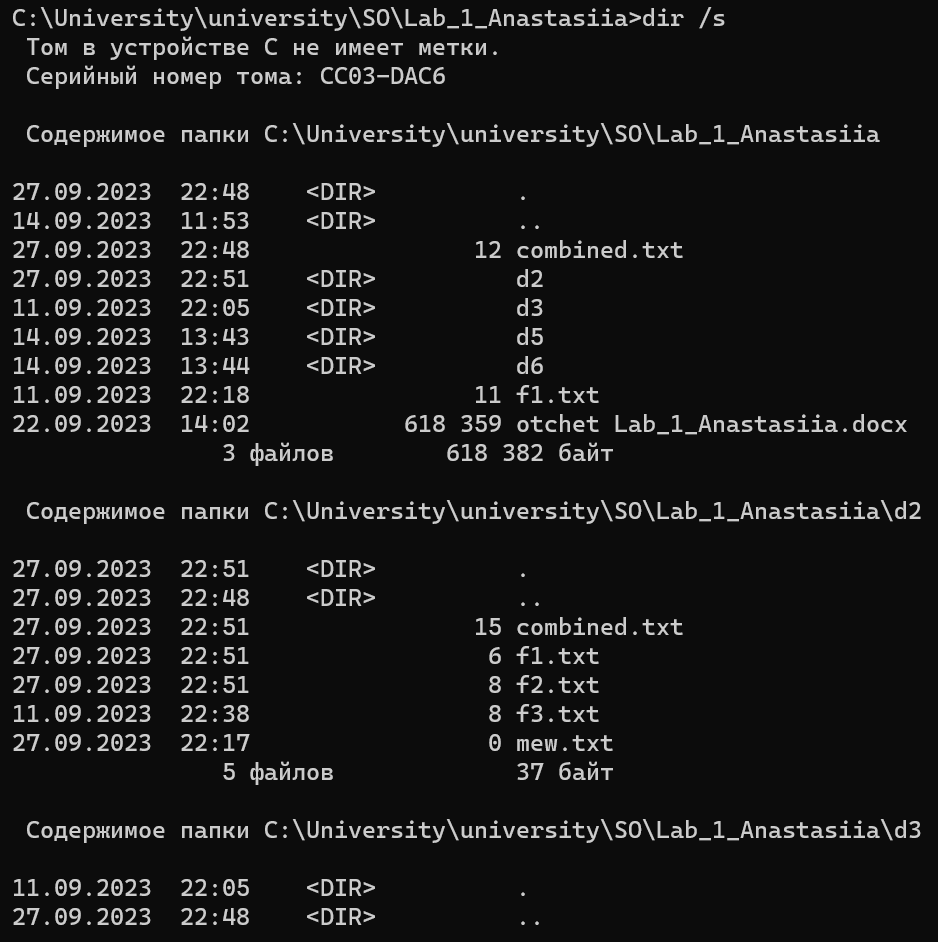 C:\University\university\SO\Lab_1_Anastasiia>dir /s
Том в устройстве C не имеет метки.
Серийный номер тома: CC03-DAC6
Содержимое папки C:\University\university\SO\Lab_1_Anastasiia
27.09.2023  22:48    <DIR>          .
14.09.2023  11:53    <DIR>          ..
27.09.2023  22:48                12 combined.txt
27.09.2023  22:51    <DIR>          d2
11.09.2023  22:05    <DIR>          d3
14.09.2023  13:43    <DIR>          d5
14.09.2023  13:44    <DIR>          d6
11.09.2023  22:18                11 f1.txt
22.09.2023  14:02           618 359 otchet Lab_1_Anastasiia.docx
3 файлов        618 382 байт
Содержимое папки C:\University\university\SO\Lab_1_Anastasiia\d2
27.09.2023  22:51    <DIR>          .
27.09.2023  22:48    <DIR>          ..
27.09.2023  22:51                15 combined.txt
27.09.2023  22:51                 6 f1.txt
27.09.2023  22:51                 8 f2.txt
11.09.2023  22:38                 8 f3.txt
27.09.2023  22:17                 0 mew.txt
5 файлов             37 байт
Содержимое папки C:\University\university\SO\Lab_1_Anastasiia\d3
11.09.2023  22:05    <DIR>          .
27.09.2023  22:48    <DIR>          ..